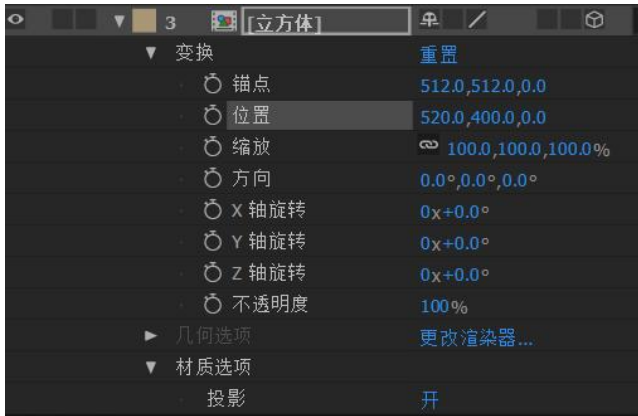 3 [立方体]
变换 重置
锚点 512.0,512.0,0.0
位置 520.0,400.0,0.0
缩放 100.0,100.0,100.0%
方向 0.0°,0.0°,0.0°
X 轴旋转 0x+0.0°
Y 轴旋转 0x+0.0°
Z 轴旋转 0x+0.0°
不透明度 100%
几何选项 更改渲染器...
材质选项
投影 开